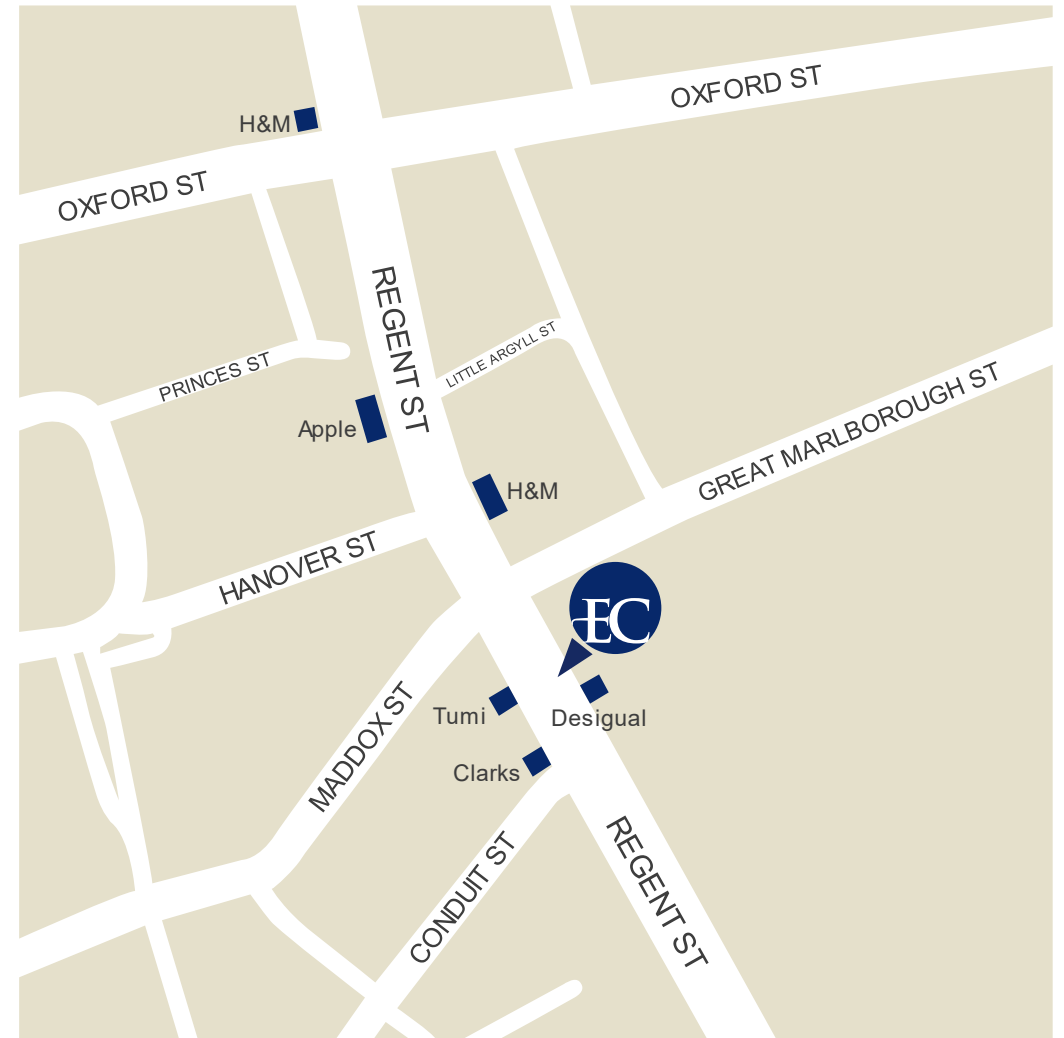 OXFORD ST
H&M
OXFORD ST
REGENT ST
LITTLE ARGYLL ST
PRINCES ST
GREAT MARLBOROUGH ST
Apple
H&M
HANOVER ST
EC
Tumi
Desigual
MADDOX ST
Clarks
REGENT ST
CONDUIT ST